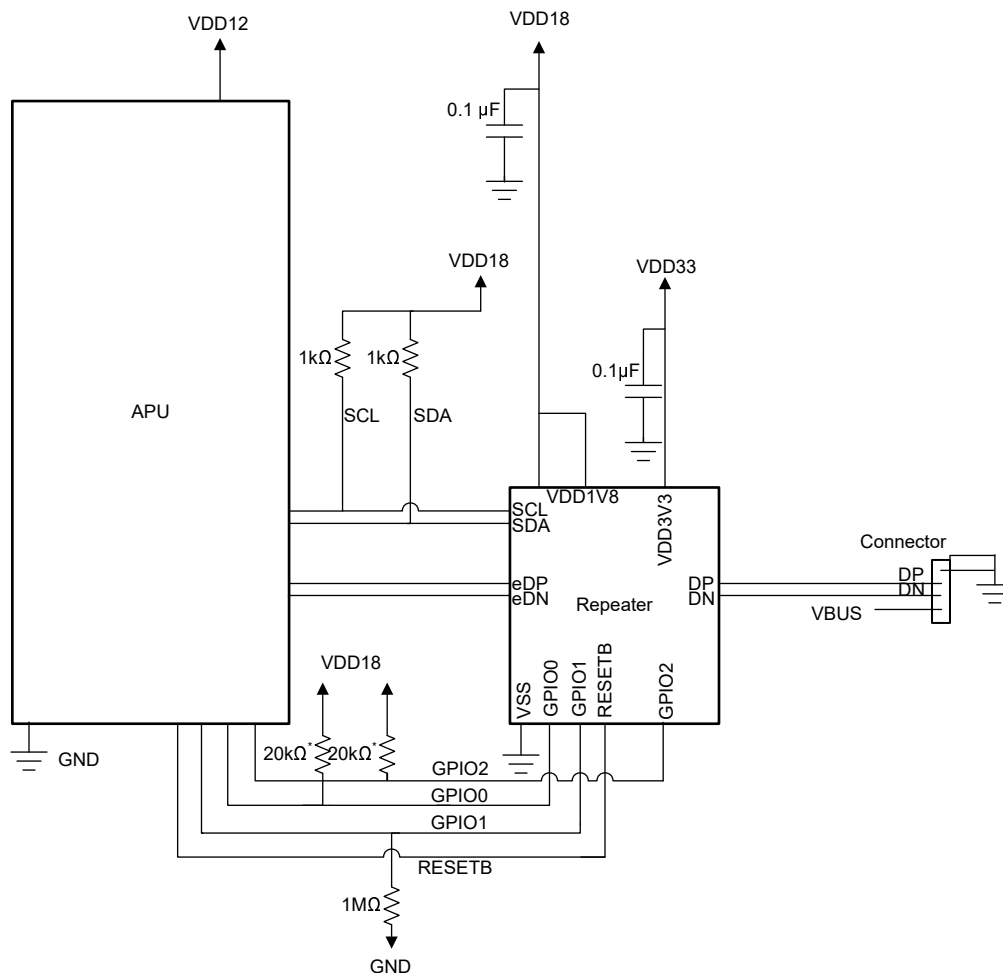 VDD12
VDD18
0.1 µF
VDD18
VDD33
1kΩ
1kΩ
0.1µF
APU
SCL
SDA
VDD1V8
VDD3V3
SCL
SDA
Connector
eDP
eDN
DP
DN
DP
DN
Repeater
VBUS
VDD18
VSS
GPIO0
GPIO1
RESETB
GPIO2
GND
20kΩ*
20kΩ*
GPIO2
GPIO0
GPIO1
RESETB
1MΩ
GND